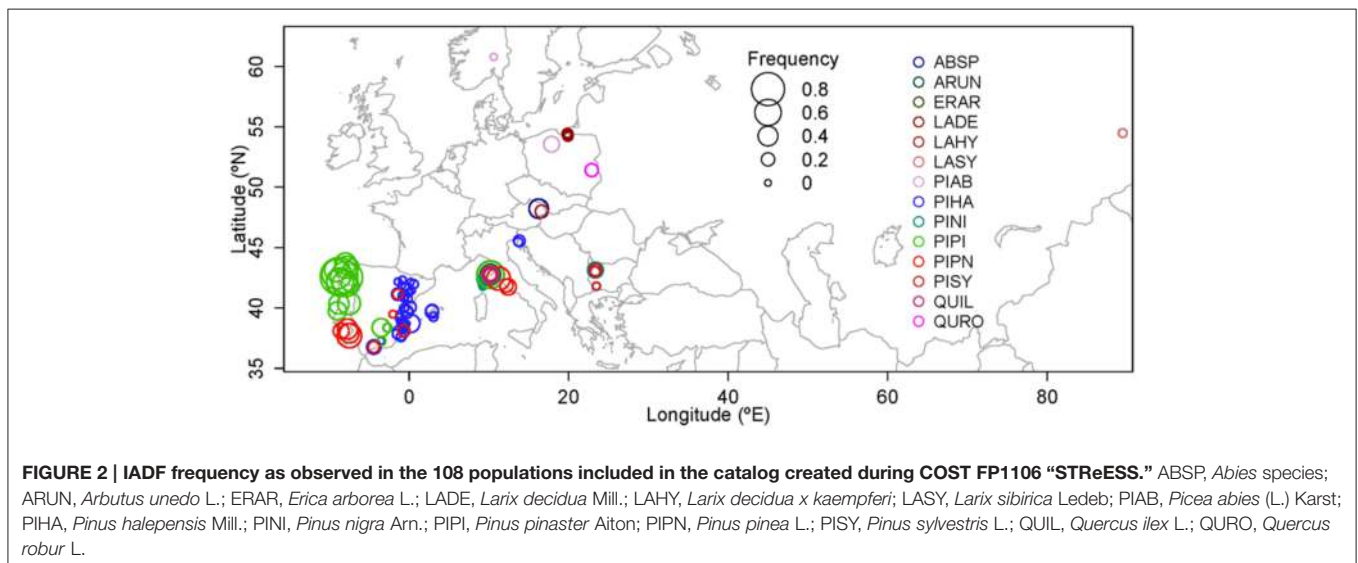 Frequency
0.8
0.6
0.4
0.2
0
ABSP
ARUN
ERAR
LADE
LAHY
LASY
PIAB
PIHA
PINI
PIPI
PIPN
PISY
QUIL
QURO
Latitude (ºN)
60
55
50
45
40
35
0
20
40
60
80
Longitude (ºE)
FIGURE 2 | IADF frequency as observed in the 108 populations included in the catalog created during COST FP1106 “STReESS.” ABSP, Abies species;
ARUN, Arbutus unedo L.; ERAR, Erica arborea L.; LADE, Larix decidua Mill.; LAHY, Larix decidua x kaempferi; LASY, Larix sibirica Ledeb; PIAB, Picea abies (L.) Karst;
PIHA, Pinus halepensis Mill.; PINI, Pinus nigra Arn.; PIPI, Pinus pinaster Aiton; PIPN, Pinus pinea L.; PISY, Pinus sylvestris L.; QUIL, Quercus ilex L.; QURO, Quercus
robur L.